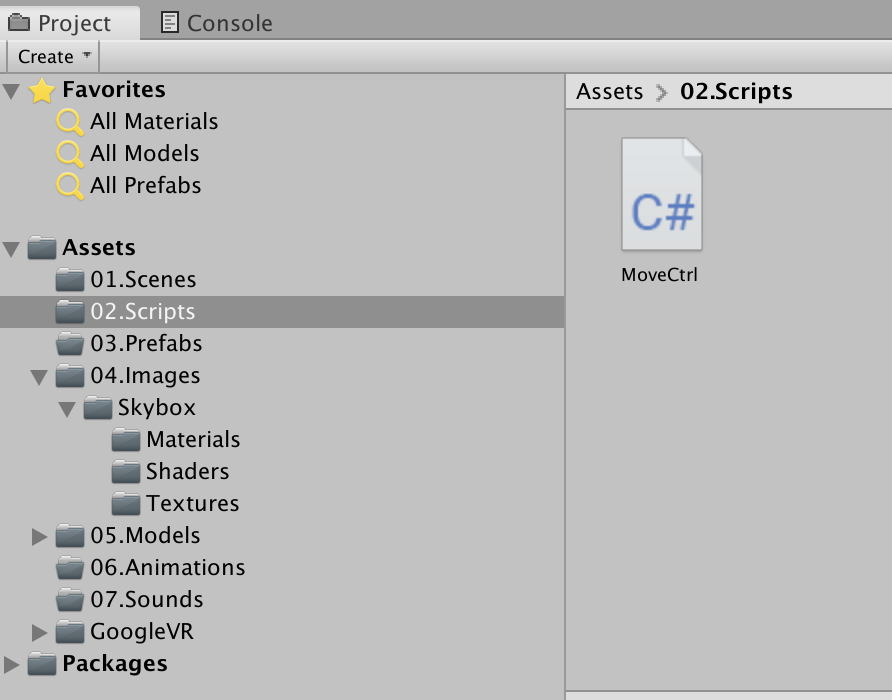 Project
Console
Create
Favorites
All Materials
All Models
All Prefabs
Assets
01.Scenes
02.Scripts
03.Prefabs
04.Images
Skybox
Materials
Shaders
Textures
05.Models
06.Animations
07.Sounds
GoogleVR
Packages
Assets 02.Scripts
C#
MoveCtrl